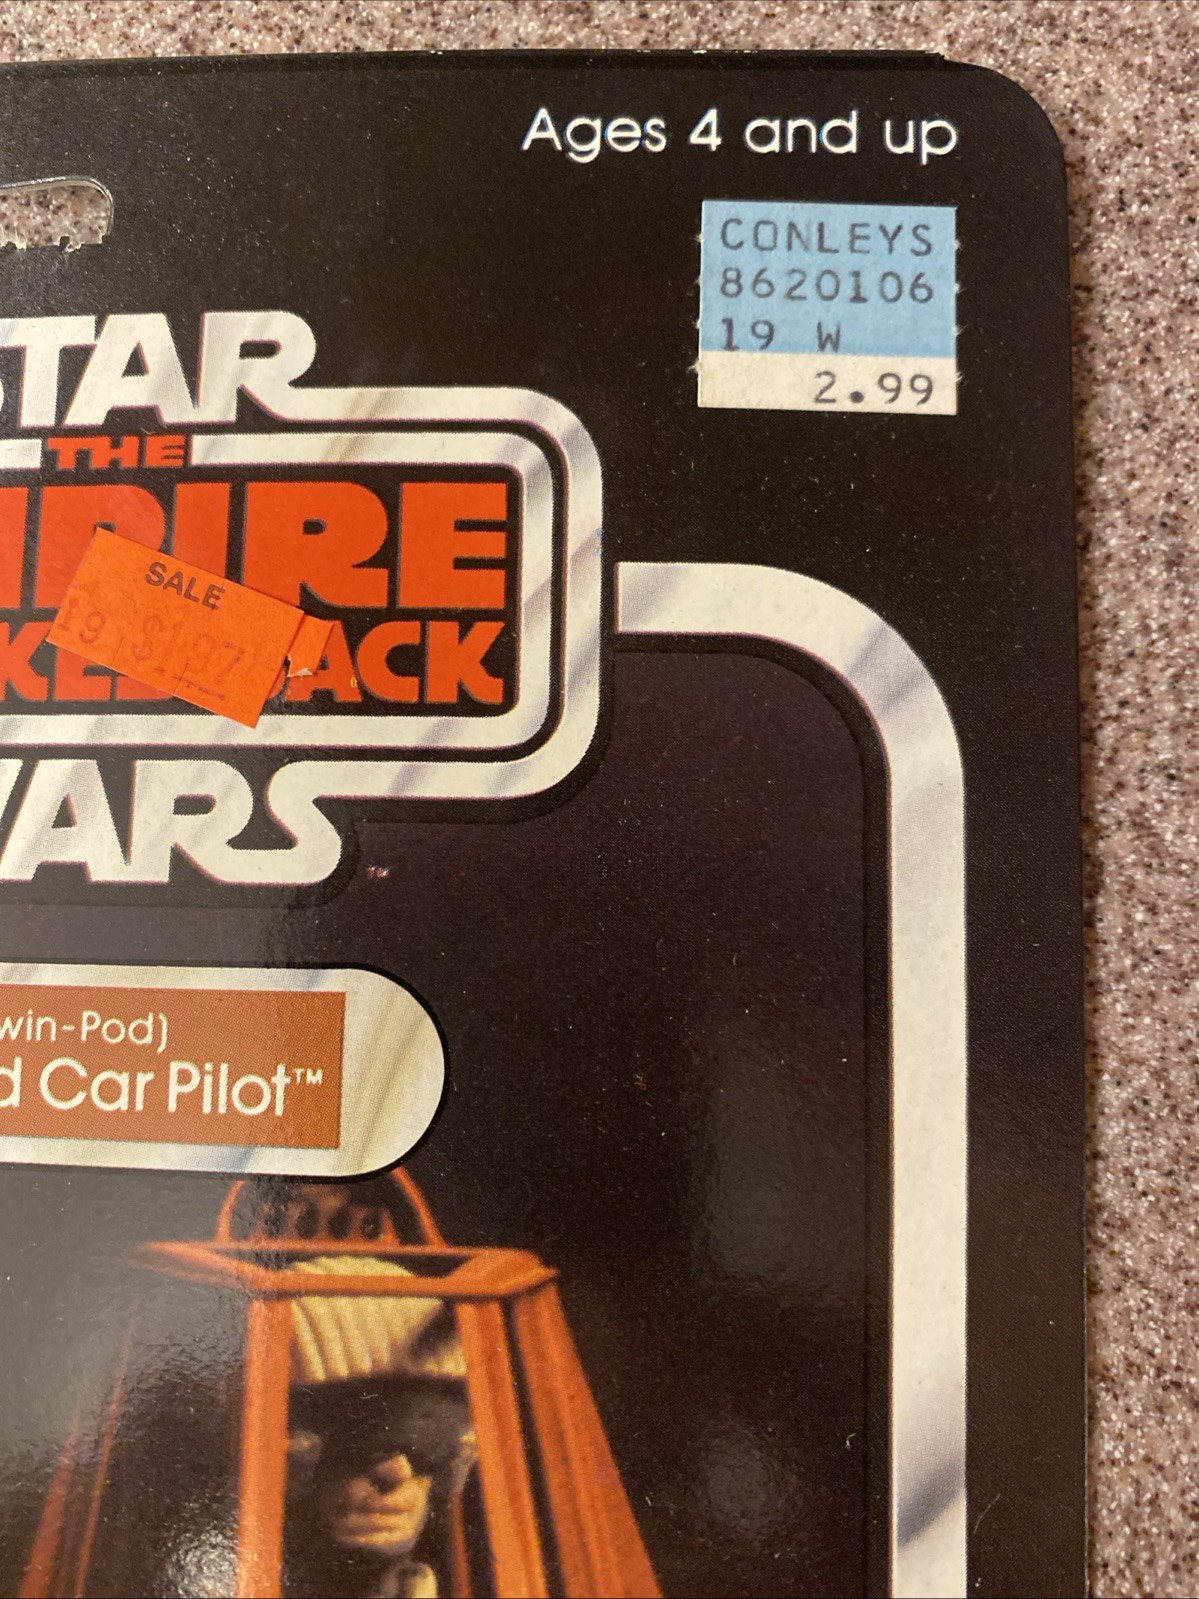 Ages 4 and up
CONLEYS
8620106
19 W
2.99
STAR
THE
SALE
19 $1.97
WARS
TM
win-Pod)
d Car Pilot™